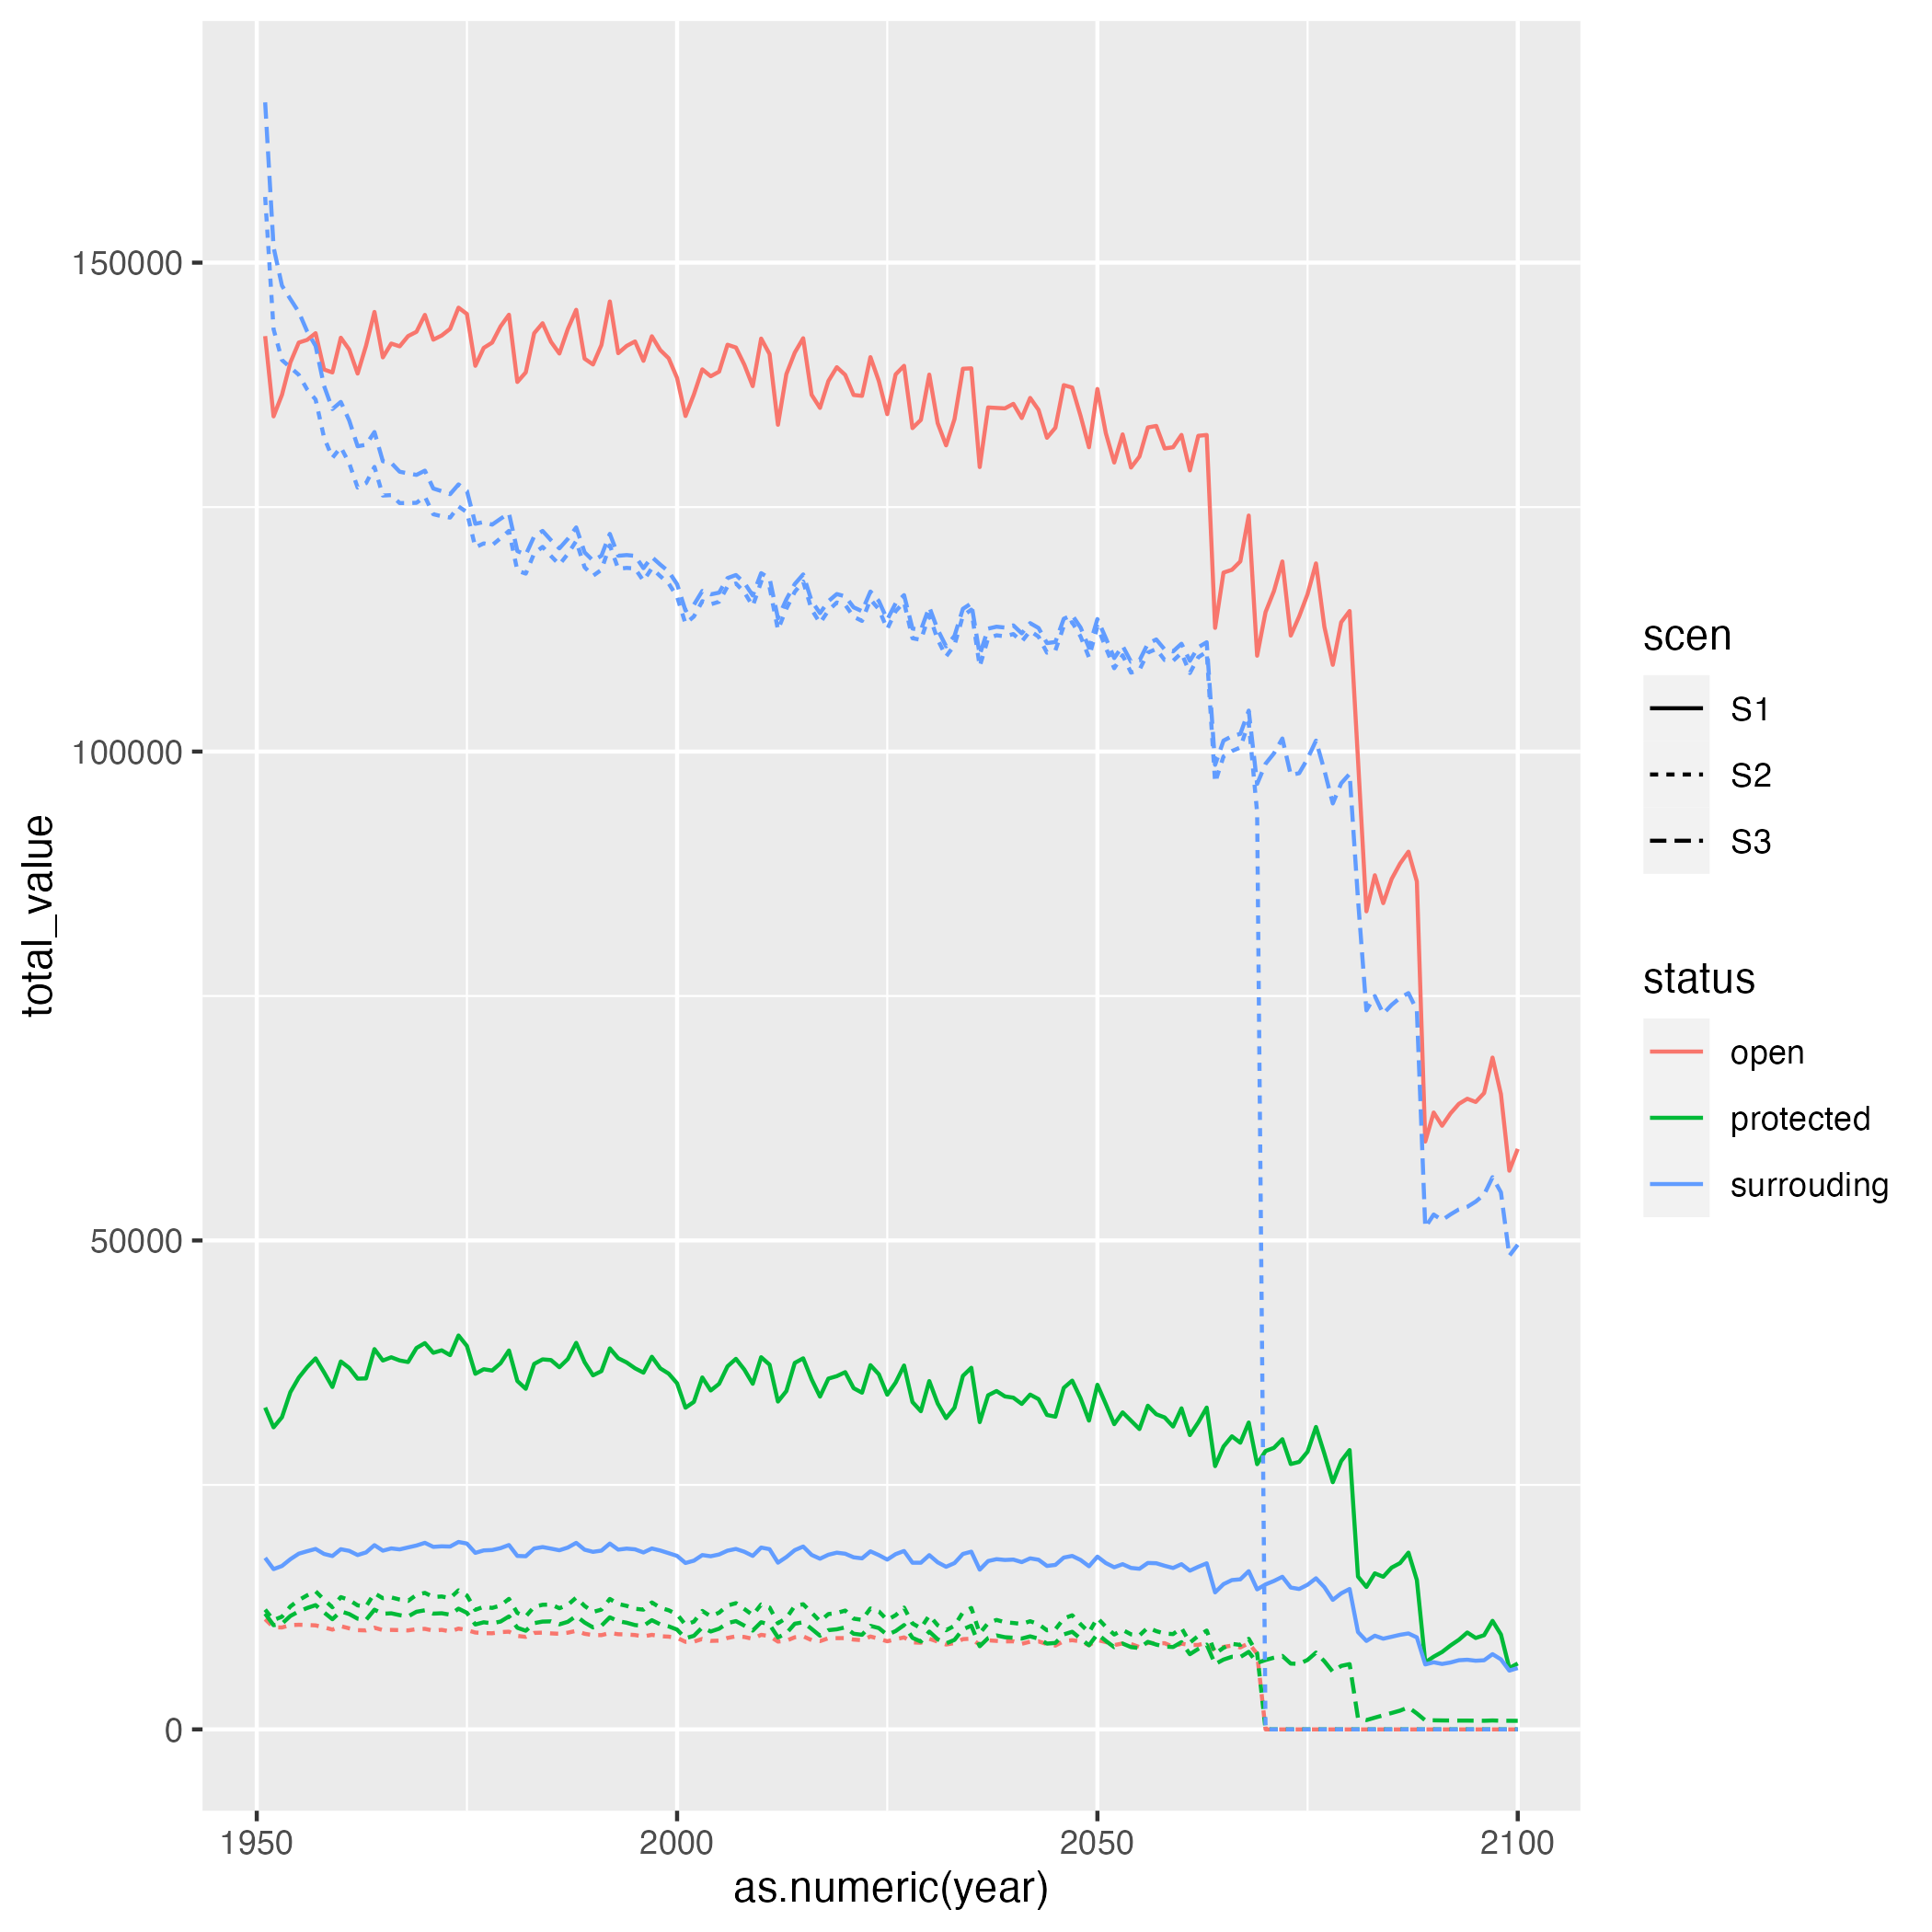 150000
100000
50000
0
total_value
1950
2000
2050
2100
as.numeric(year)
scen
S1
S2
S3
status
open
protected
surrouding